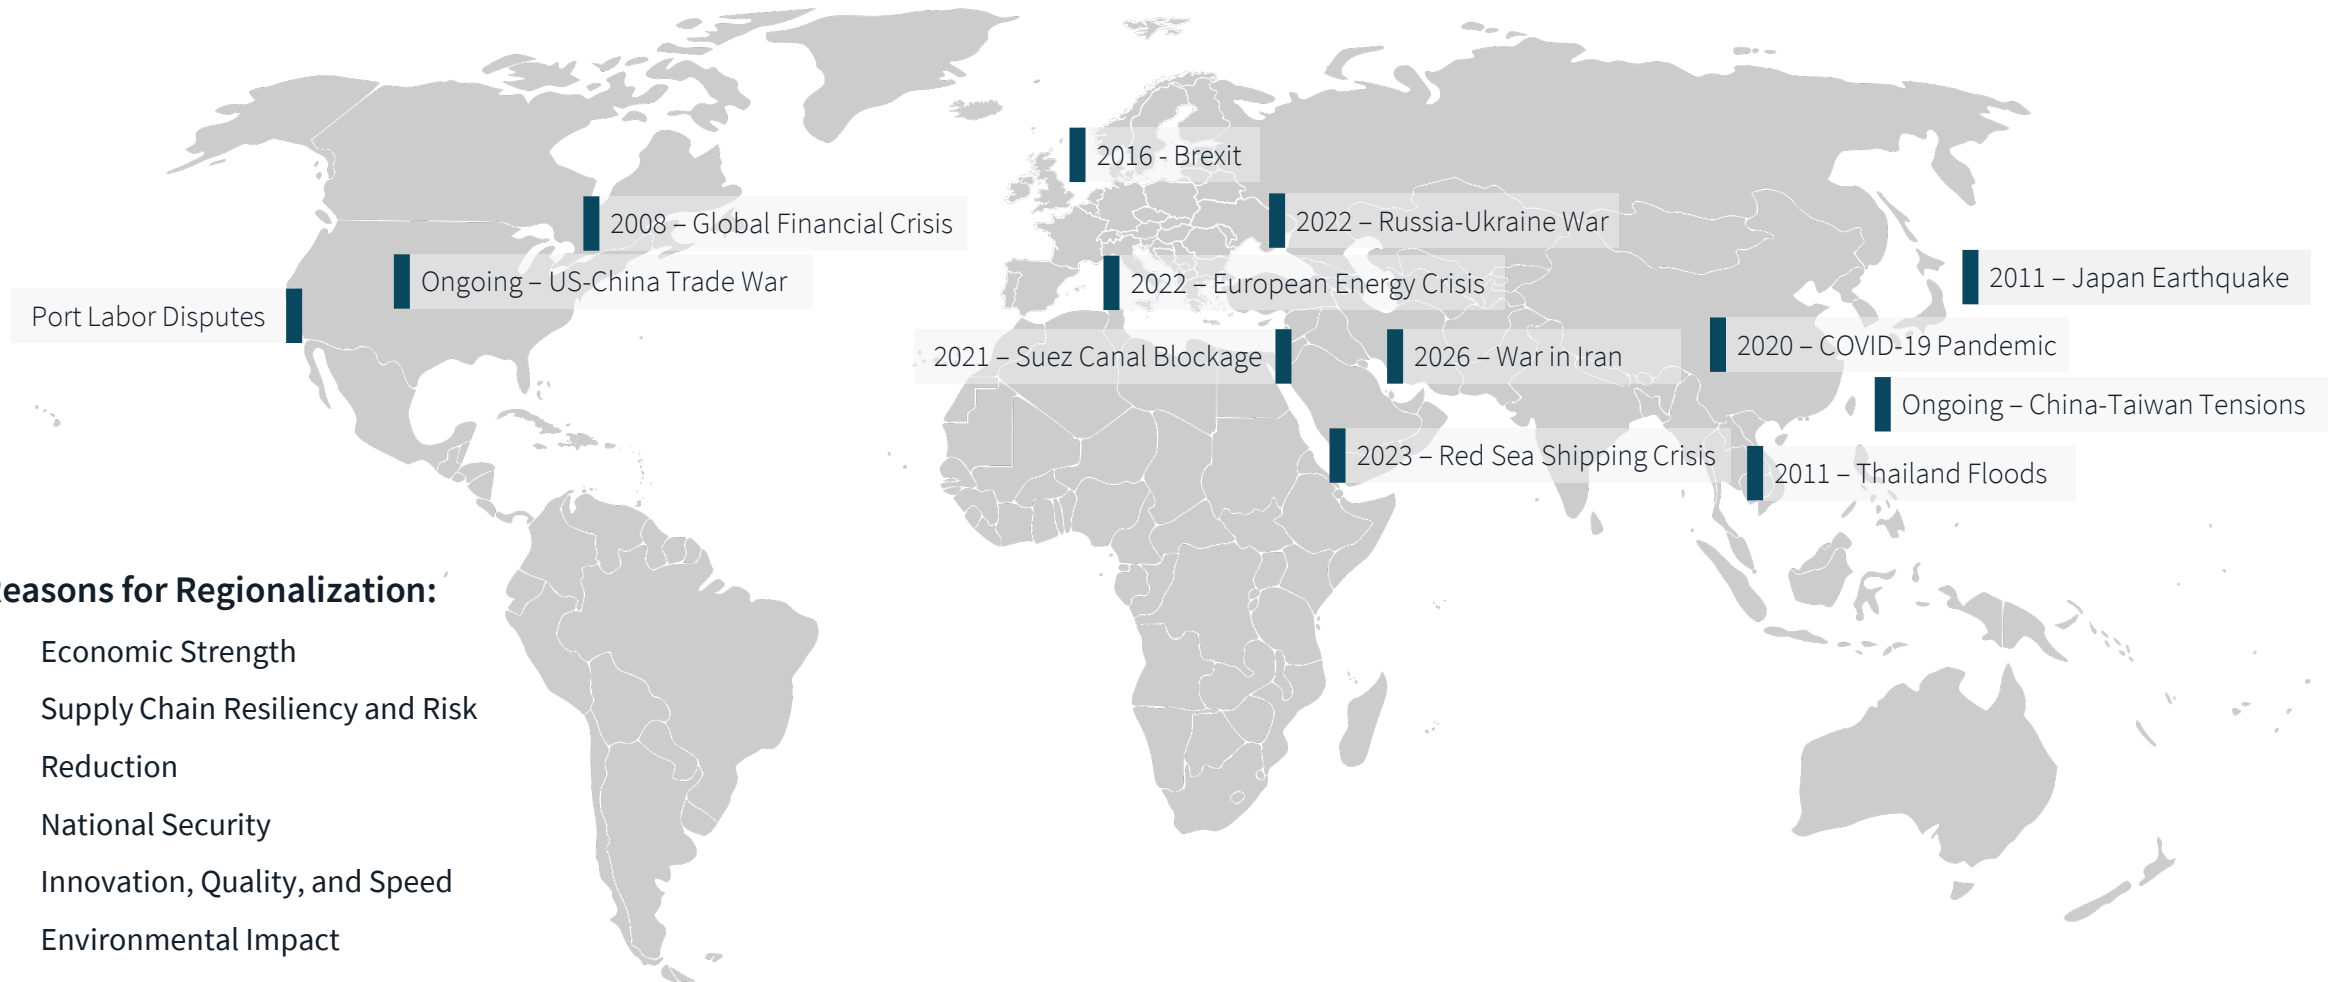 2016 - Brexit
2008 – Global Financial Crisis
2022 – Russia-Ukraine War
Ongoing – US-China Trade War
2022 – European Energy Crisis
2011 – Japan Earthquake
Port Labor Disputes
2021 – Suez Canal Blockage
2026 – War in Iran
2020 – COVID-19 Pandemic
Ongoing – China-Taiwan Tensions
2023 – Red Sea Shipping Crisis
2011 – Thailand Floods
easons for Regionalization:
Economic Strength
Supply Chain Resiliency and Risk
Reduction
National Security
Innovation, Quality, and Speed
Environmental Impact